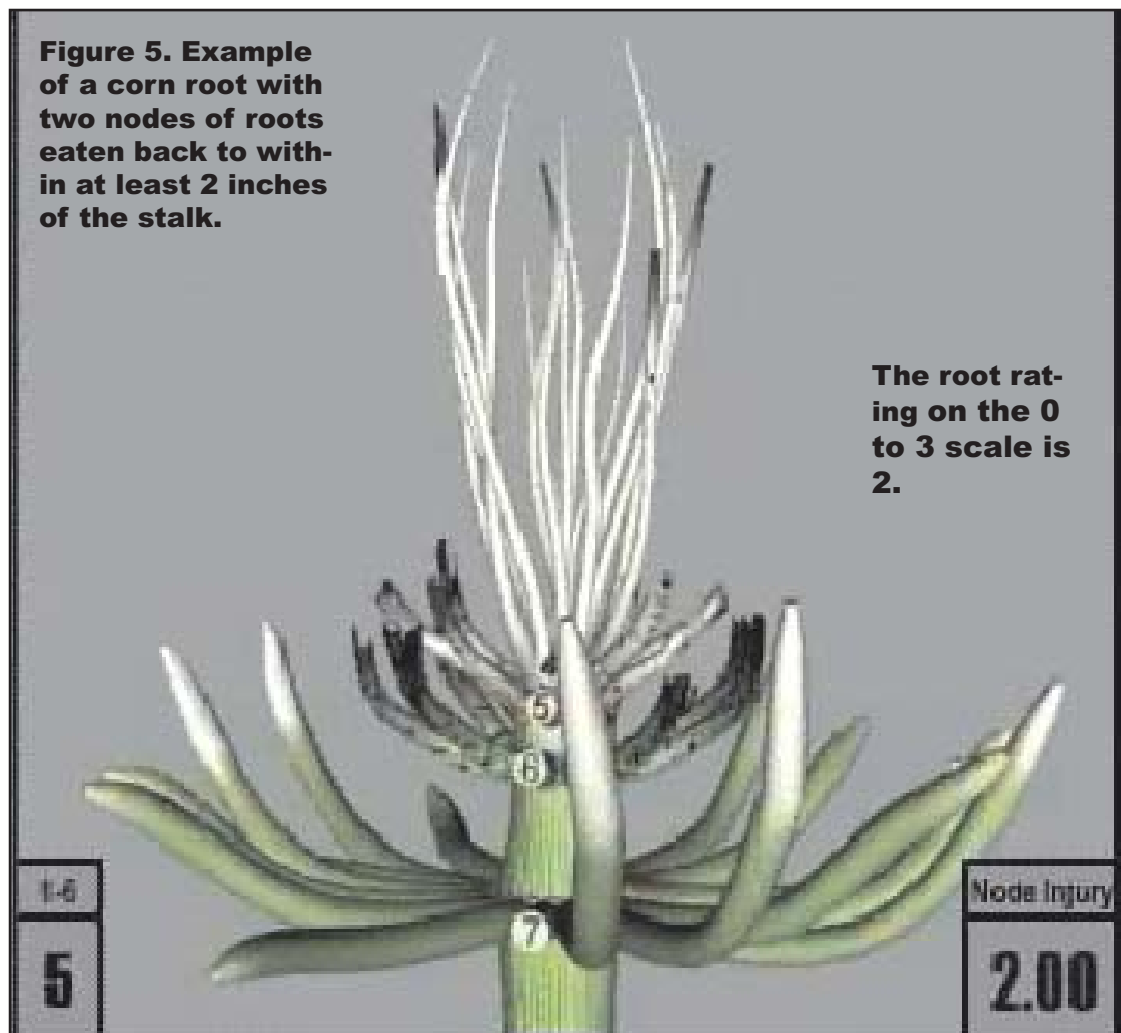 Figure 5. Example
of a corn root with
two nodes of roots
eaten back to with-
in at least 2 inches
of the stalk.
The root rat-
ing on the 0
to 3 scale is
2.
4
5
6
7
1-6
5
Node Injury
2.00